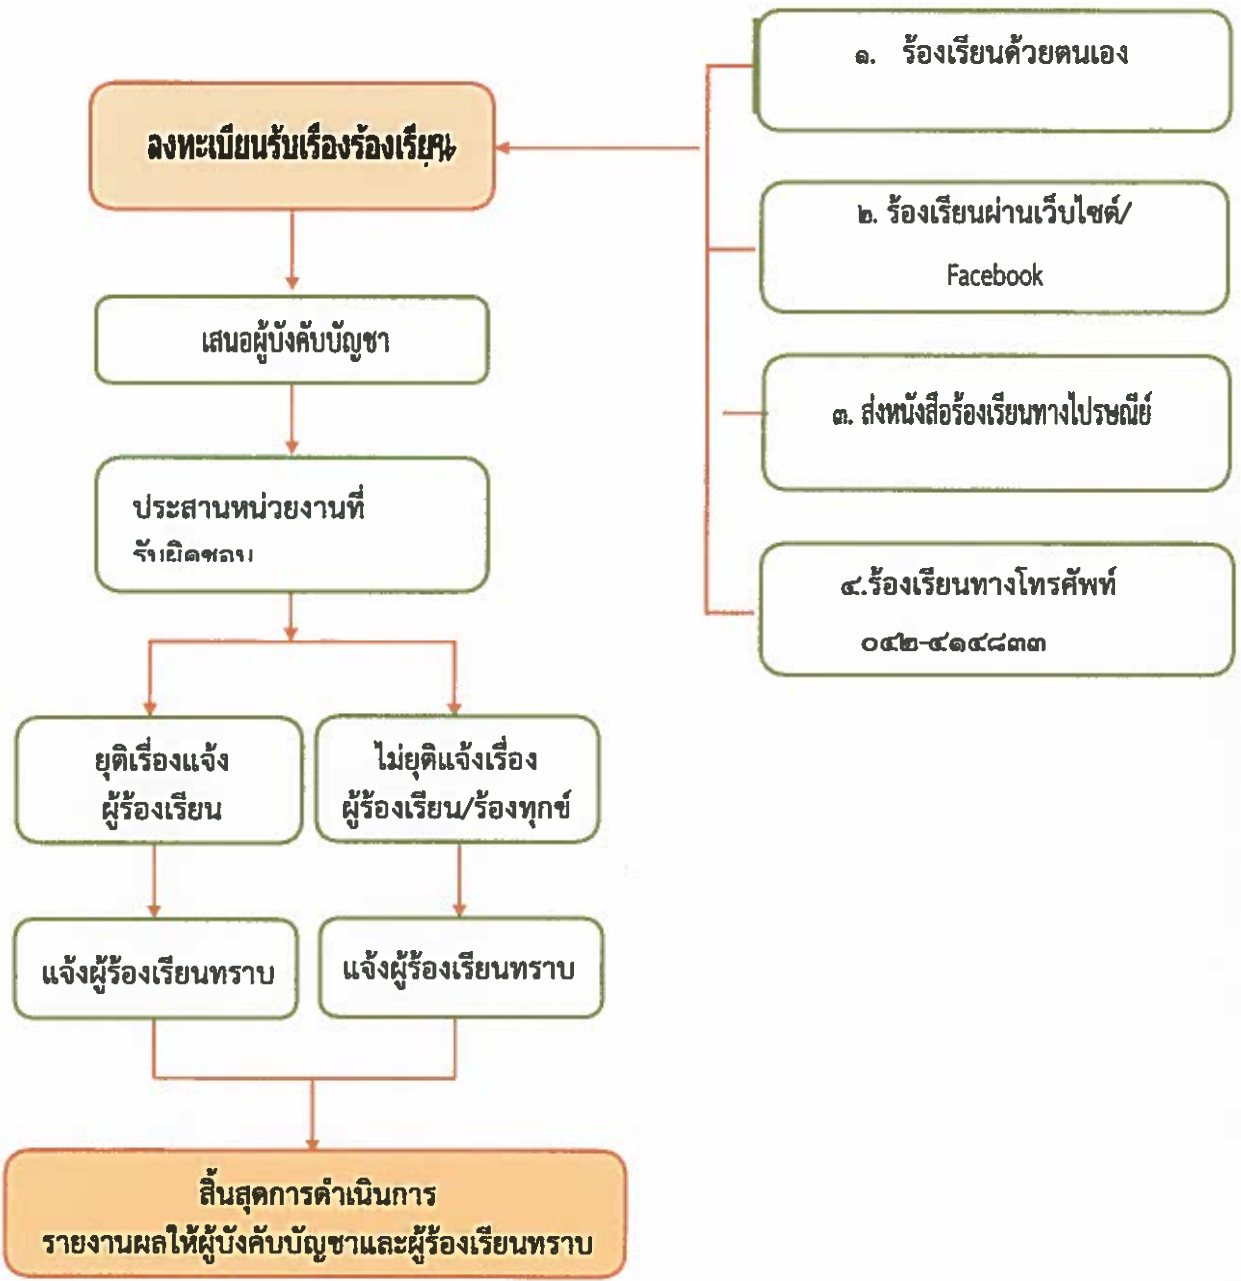 ลงทะเบียนรับเรื่องร้องเรียน
๑. ร้องเรียนด้วยตนเอง
๒. ร้องเรียนผ่านเว็บไซต์/
Facebook
๓. ส่งหนังสือร้องเรียนทางไปรษณีย์
๔.ร้องเรียนทางโทรศัพท์
๐๔๒-๔๑๔๘๓๓
เสนอผู้บังคับบัญชา
ประสานหน่วยงานที่
รับผิดชอบ
ยุติเรื่องแจ้ง
ผู้ร้องเรียน
ไม่ยุติแจ้งเรื่อง
ผู้ร้องเรียน/ร้องทุกข์
แจ้งผู้ร้องเรียนทราบ
แจ้งผู้ร้องเรียนทราบ
สิ้นสุดการดำเนินการ
รายงานผลให้ผู้บังคับบัญชาและผู้ร้องเรียนทราบ